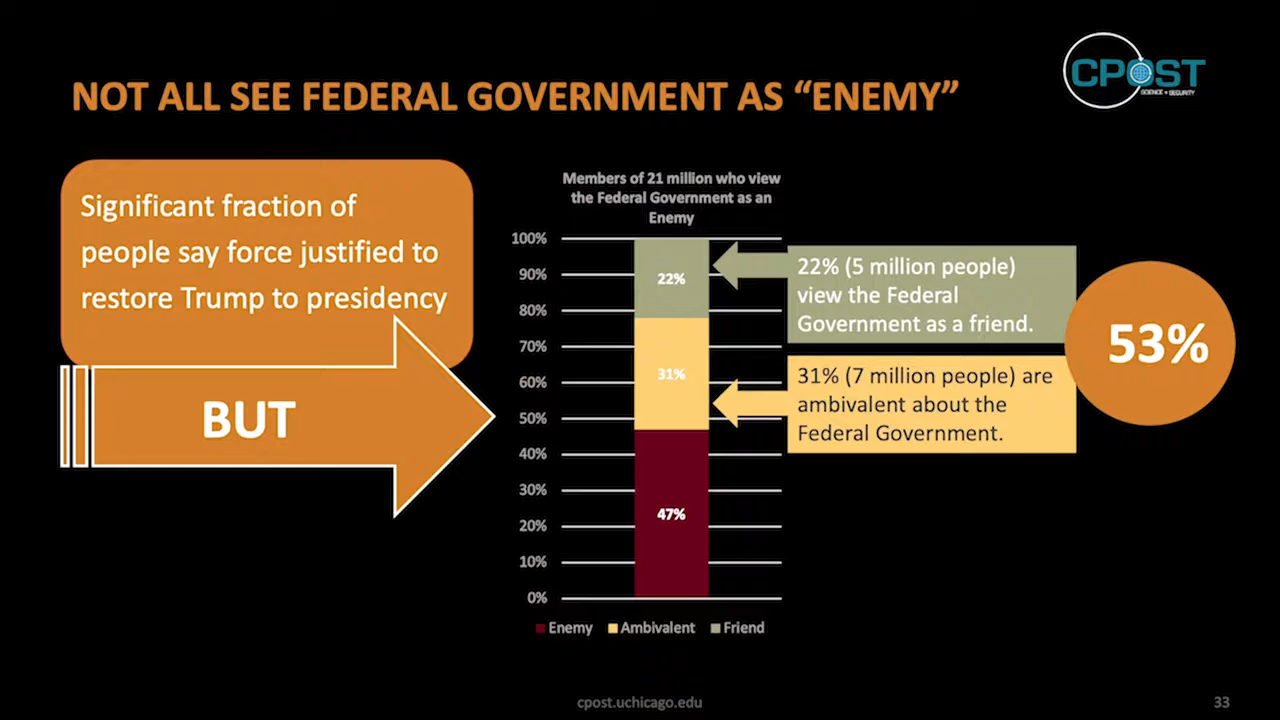 CPOST
SCIENCE + SECURITY
NOT ALL SEE FEDERAL GOVERNMENT AS “ENEMY”
Significant fraction of
people say force justified to
restore Trump to presidency
BUT
Members of 21 million who view
the Federal Government as an
Enemy
100%
90%
80%
70%
60%
50%
40%
30%
20%
10%
0%
22%
31%
47%
Enemy Ambivalent Friend
22% (5 million people)
view the Federal
Government as a friend.
31% (7 million people) are
ambivalent about the
Federal Government.
53%
cpost.uchicago.edu
33